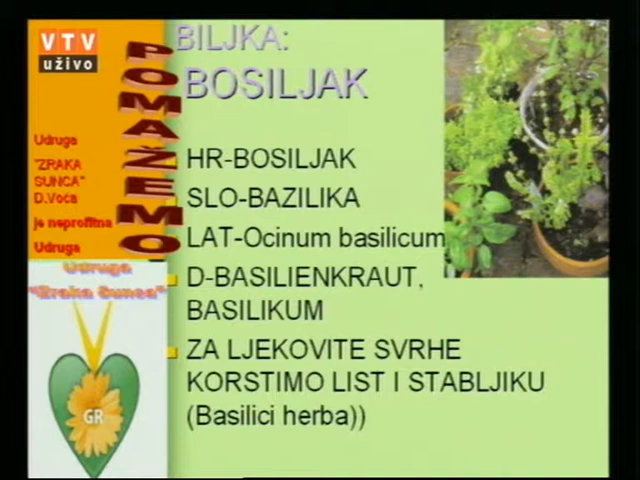 VTV
uživo
POMAŽEMO
Udruga
"ZRAKA
SUNCA"
D.Voća
je neprofitna
Udruga
Udruga
"Zraka Sunca"
GR
BILJKA:
BOSILJAK
HR-BOSILJAK
SLO-BAZILIKA
LAT-Ocinum basilicum
D-BASILIENKRAUT,
BASILIKUM
ZA LJEKOVITE SVRHE
KORSTIMO LIST I STABLJIKU
(Basilici herba))